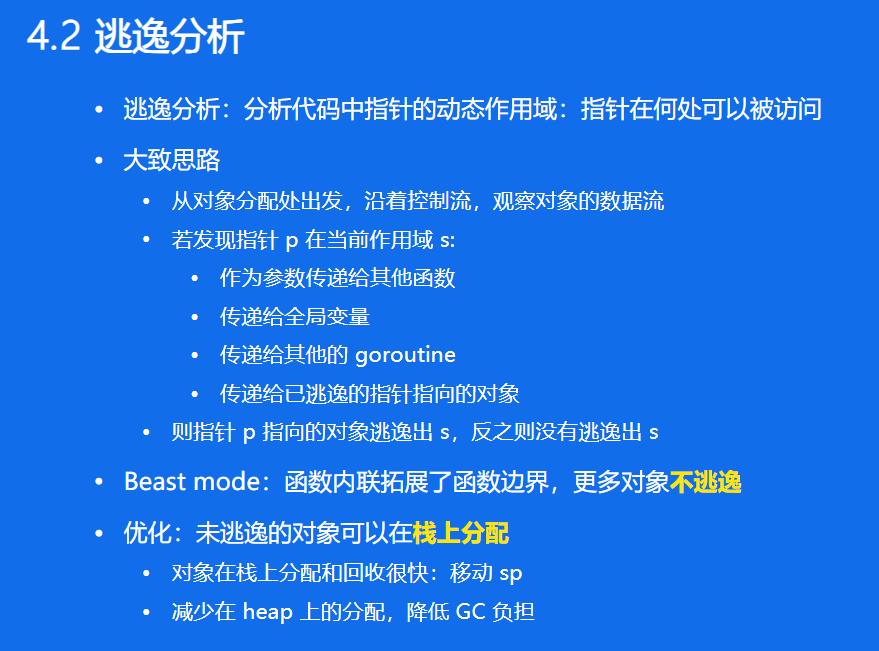 4.2 逃逸分析
• 逃逸分析：分析代码中指针的动态作用域：指针在何处可以被访问
• 大致思路
• 从对象分配处出发，沿着控制流，观察对象的数据流
• 若发现指针 p 在当前作用域 s:
• 作为参数传递给其他函数
• 传递给全局变量
• 传递给其他的 goroutine
• 传递给已逃逸的指针指向的对象
• 则指针 p 指向的对象逃逸出 s，反之则没有逃逸出 s
• Beast mode：函数内联拓展了函数边界，更多对象不逃逸
• 优化：未逃逸的对象可以在栈上分配
• 对象在栈上分配和回收很快：移动 sp
• 减少在 heap 上的分配，降低 GC 负担